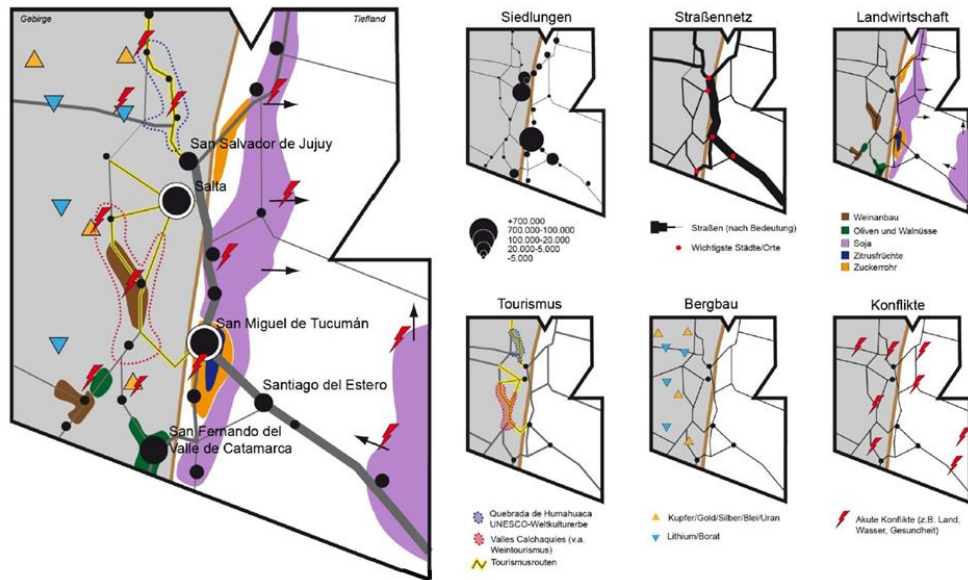 Gebirge
Tiefland
San Salvador de Jujuy
Salta
San Miguel de Tucumán
Santiago del Estero
San Fernando del
Valle de Catamarca
Siedlungen
+700.000
700.000-100.000
100.000-20.000
20.000-5.000
-5.000
Straßennetz
Straßen (nach Bedeutung)
Wichtigste Städte/Orte
Landwirtschaft
Weinanbau
Oliven und Walnüsse
Soja
Zitrusfrüchte
Zuckerrohr
Tourismus
Quebrada de Humahuaca
UNESCO-Weltkulturerbe
Valles Calchaquies (v.a.
Weintourismus)
Tourismusrouten
Bergbau
Kupfer/Gold/Silber/Blei/Uran
Lithium/Borat
Konflikte
Akute Konflikte (z.B. Land,
Wasser, Gesundheit)